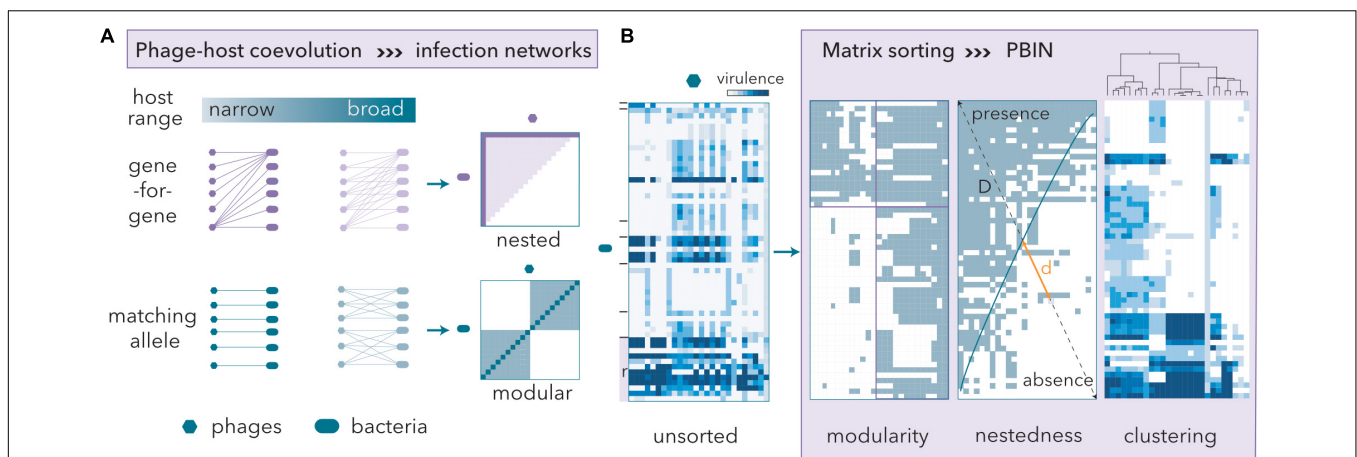 A
Phage-host coevolution >>> infection networks
host
range
narrow
broad
gene
-for-
gene
nested
matching
allele
modular
phages
bacteria
B
virulence
r
unsorted
Matrix sorting >>> PBIN
presence
D
d
absence
modularity
nestedness
clustering